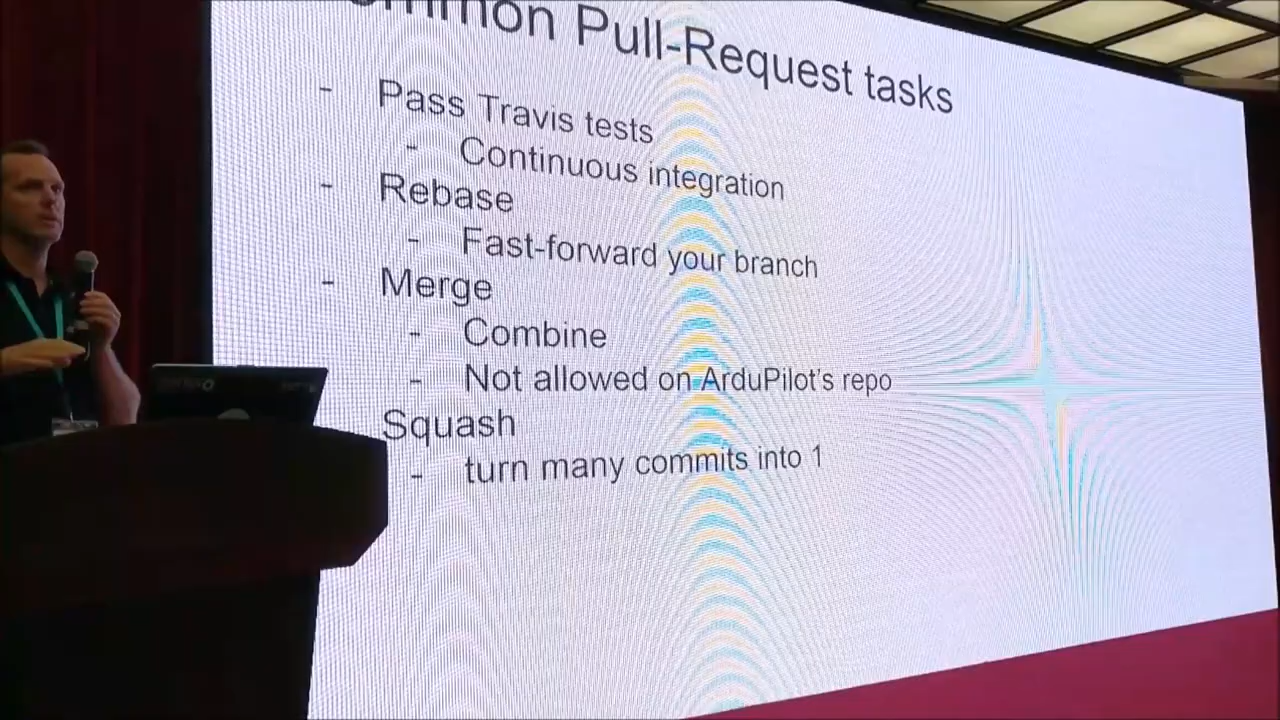 Common Pull-Request tasks
- Pass Travis tests
- Continuous integration
- Rebase
- Fast-forward your branch
- Merge
- Combine
- Not allowed on ArduPilot's repo
Squash
- turn many commits into 1